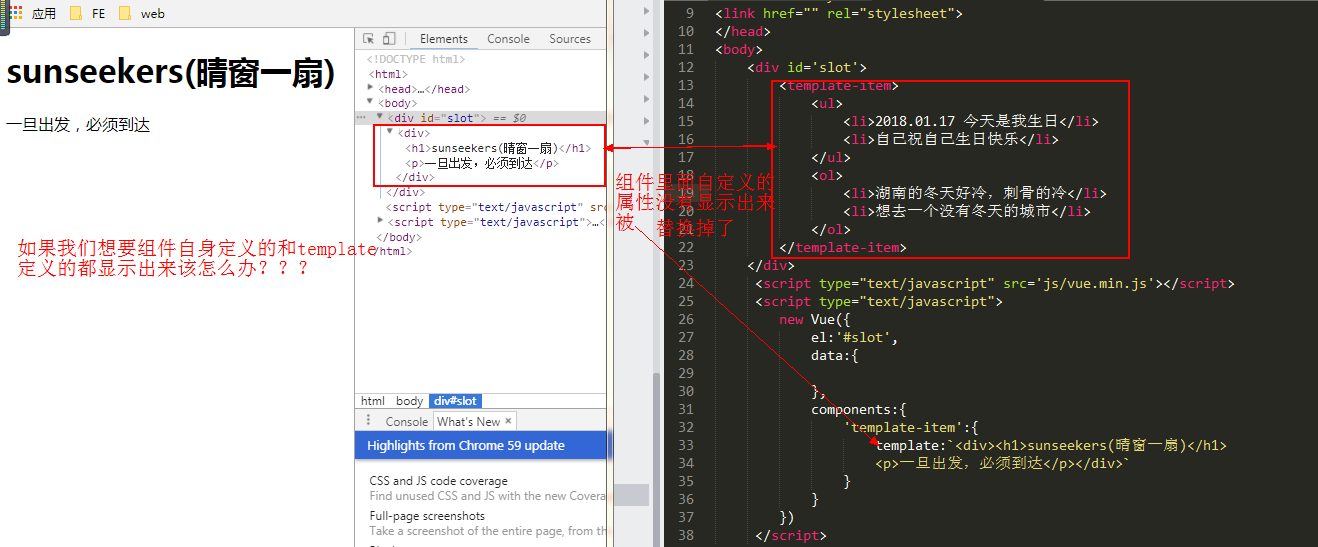 应用 FE web
sunseekers(晴窗一扇)
一旦出发，必须到达
如果我们想要组件自身定义的和template
定义的都显示出来该怎么办？？？
Elements Console Sources
<!DOCTYPE html>
<html>
<head>…</head>
<body>
<div id="slot"> == $0
<div>
<h1>sunseekers(晴窗一扇)</h1>
<p>一旦出发，必须到达</p>
</div>
</div>
<script type="text/javascript" src
<script type="text/javascript">…<
</body>
</html>
html body div#slot
Console What's New ×
Highlights from Chrome 59 update
CSS and JS code coverage
Find unused CSS and JS with the new Covera
Full-page screenshots
Take a screenshot of the entire page, from th
组件里面自定义的
属性没有显示出来
被 替换掉了
9 <link href="" rel="stylesheet">
10 </head>
11 <body>
12 <div id='slot'>
13 <template-item>
14 <ul>
15 <li>2018.01.17 今天是我生日</li>
16 <li>自己祝自己生日快乐</li>
17 </ul>
18 <ol>
19 <li>湖南的冬天好冷，刺骨的冷</li>
20 <li>想去一个没有冬天的城市</li>
21 </ol>
22 </template-item>
23 </div>
24 <script type="text/javascript" src='js/vue.min.js'></script>
25 <script type="text/javascript">
26 new Vue({
27 el:'#slot',
28 data:{
29
30 },
31 components:{
32 'template-item':{
33 template:`<div><h1>sunseekers(晴窗一扇)</h1>
34 <p>一旦出发，必须到达</p></div>`
35 }
36 }
37 })
38 </script>